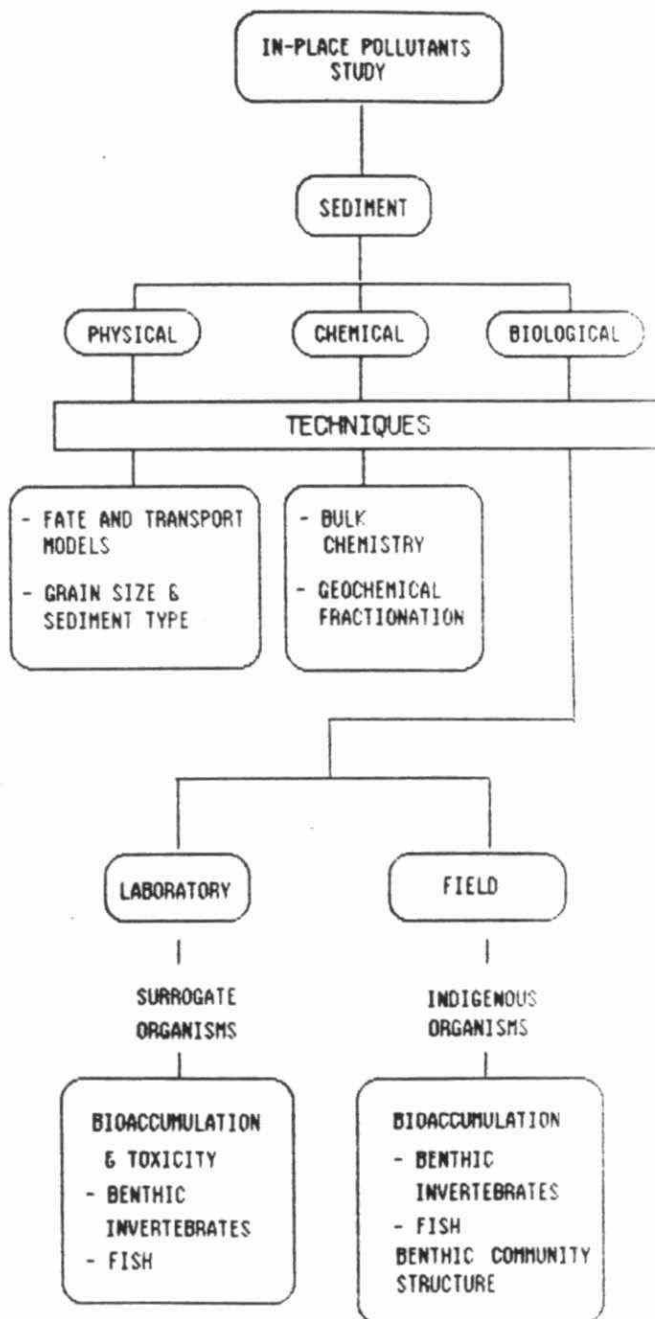 IN-PLACE POLLUTANTS
STUDY
SEDIMENT
PHYSICAL
CHEMICAL
BIOLOGICAL
TECHNIQUES
- FATE AND TRANSPORT
MODELS
- GRAIN SIZE &
SEDIMENT TYPE
- BULK
CHEMISTRY
- GEOCHEMICAL
FRACTIONATION
LABORATORY
SURROGATE
ORGANISMS
BIOACCUMULATION
& TOXICITY
- BENTHIC
INVERTEBRATES
- FISH
FIELD
INDIGENOUS
ORGANISMS
BIOACCUMULATION
- BENTHIC
INVERTEBRATES
- FISH
BENTHIC COMMUNITY
STRUCTURE